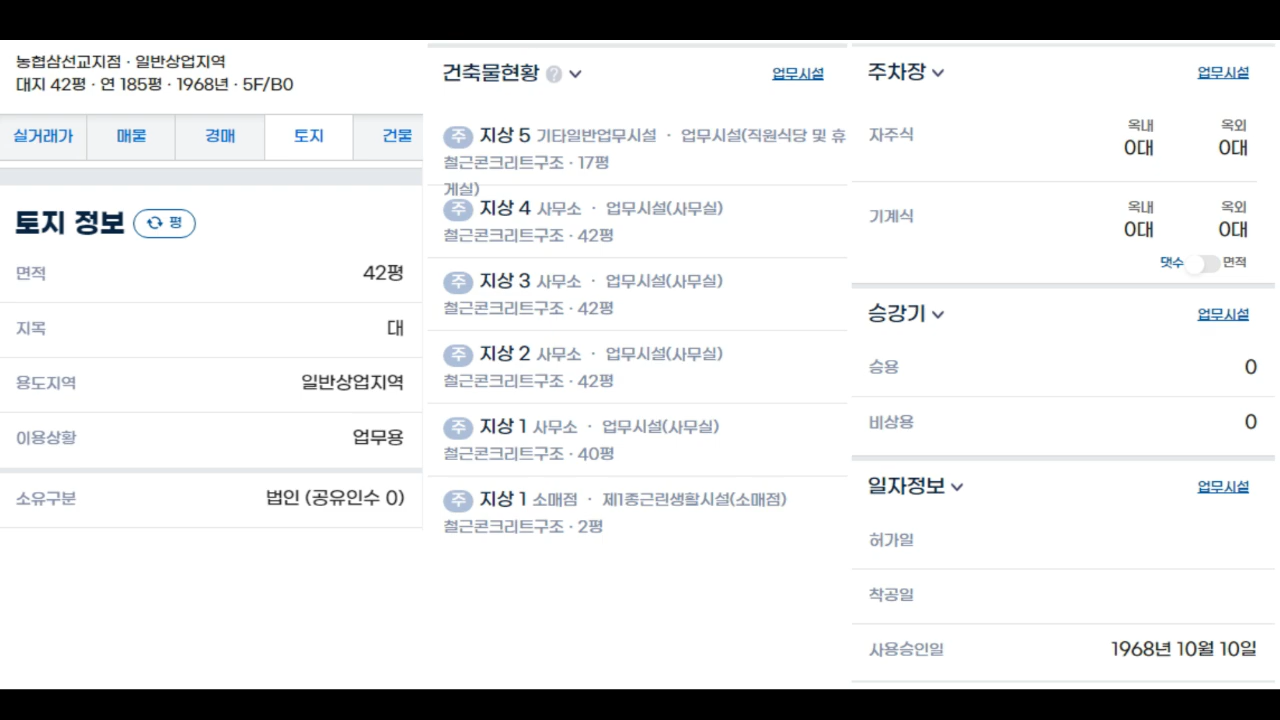 농협삼선교지점 · 일반상업지역
대지 42평 · 연 185평 · 1968년 · 5F/B0
실거래가 매물 경매 토지 건물
토지 정보 평
면적 42평
지목 대
용도지역 일반상업지역
이용상황 업무용
소유구분 법인 (공유인수 0)
건축물현황 ? 업무시설
주 지상 5 기타일반업무시설 · 업무시설(직원식당 및 휴
철근콘크리트구조 · 17평
게실)
주 지상 4 사무소 · 업무시설(사무실)
철근콘크리트구조 · 42평
주 지상 3 사무소 · 업무시설(사무실)
철근콘크리트구조 · 42평
주 지상 2 사무소 · 업무시설(사무실)
철근콘크리트구조 · 42평
주 지상 1 사무소 · 업무시설(사무실)
철근콘크리트구조 · 40평
주 지상 1 소매점 · 제1종근린생활시설(소매점)
철근콘크리트구조 · 2평
주차장 업무시설
옥내 옥외
자주식 0대 0대
옥내 옥외
기계식 0대 0대
댓수 면적
승강기 업무시설
승용 0
비상용 0
일자정보 업무시설
허가일
착공일
사용승인일 1968년 10월 10일